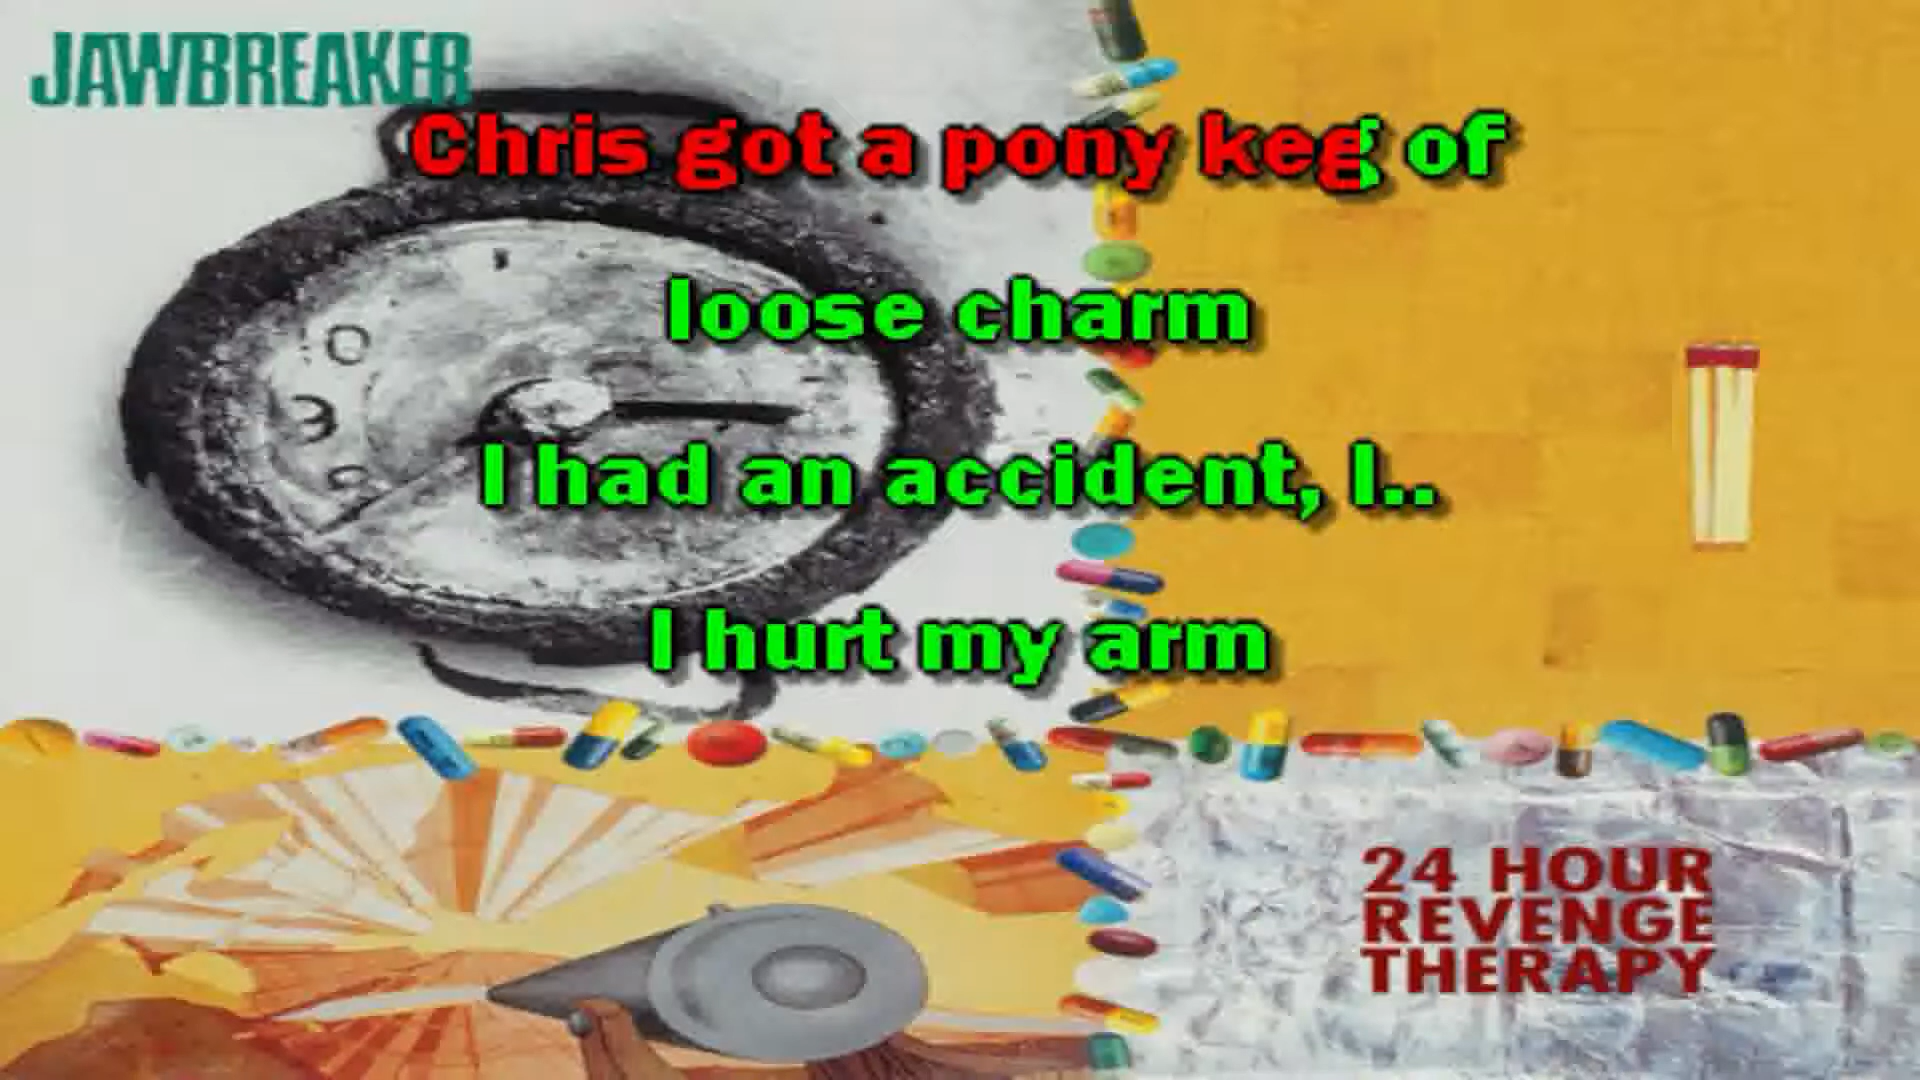 JAWBREAKER
Chris got a pony keg of
loose charm
I had an accident, I..
I hurt my arm
24 HOUR
REVENGE
THERAPY